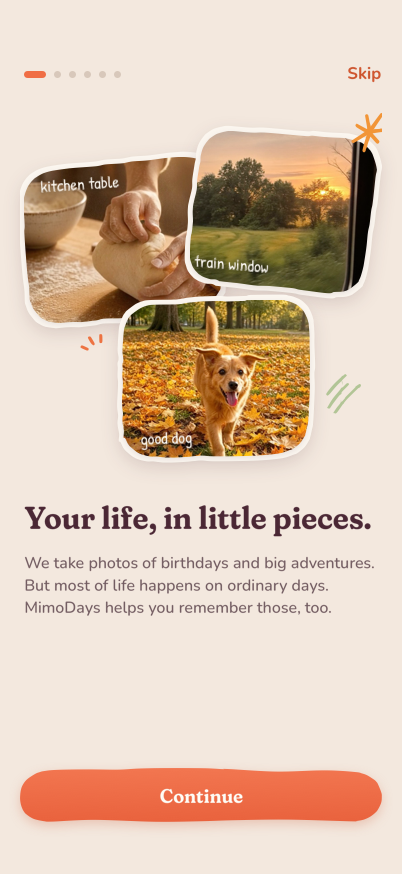 Skip
kitchen table
train window
good dog
Your life, in little pieces.
We take photos of birthdays and big adventures.
But most of life happens on ordinary days.
MimoDays helps you remember those, too.
Continue